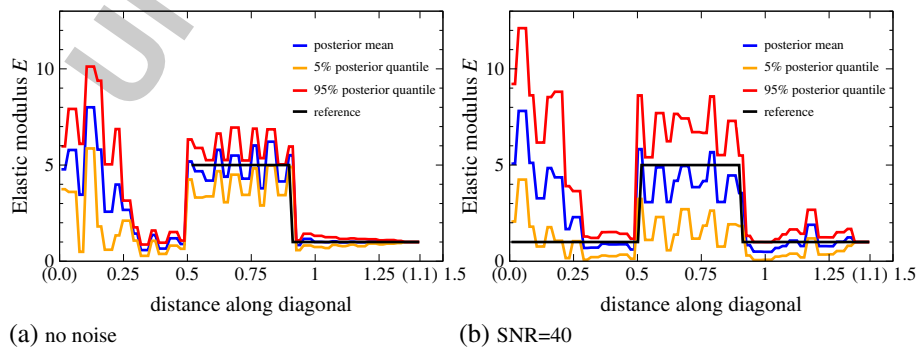 UI
Elastic modulus E
10
5
0
posterior mean
5% posterior quantile
95% posterior quantile
reference
(0.0) 0.25 0.5 0.75 1 1.25 (1.1) 1.5
distance along diagonal
(a) no noise
Elastic modulus E
10
5
0
posterior mean
5% posterior quantile
95% posterior quantile
reference
(0.0) 0.25 0.5 0.75 1 1.25 (1.1) 1.5
distance along diagonal
(b) SNR=40